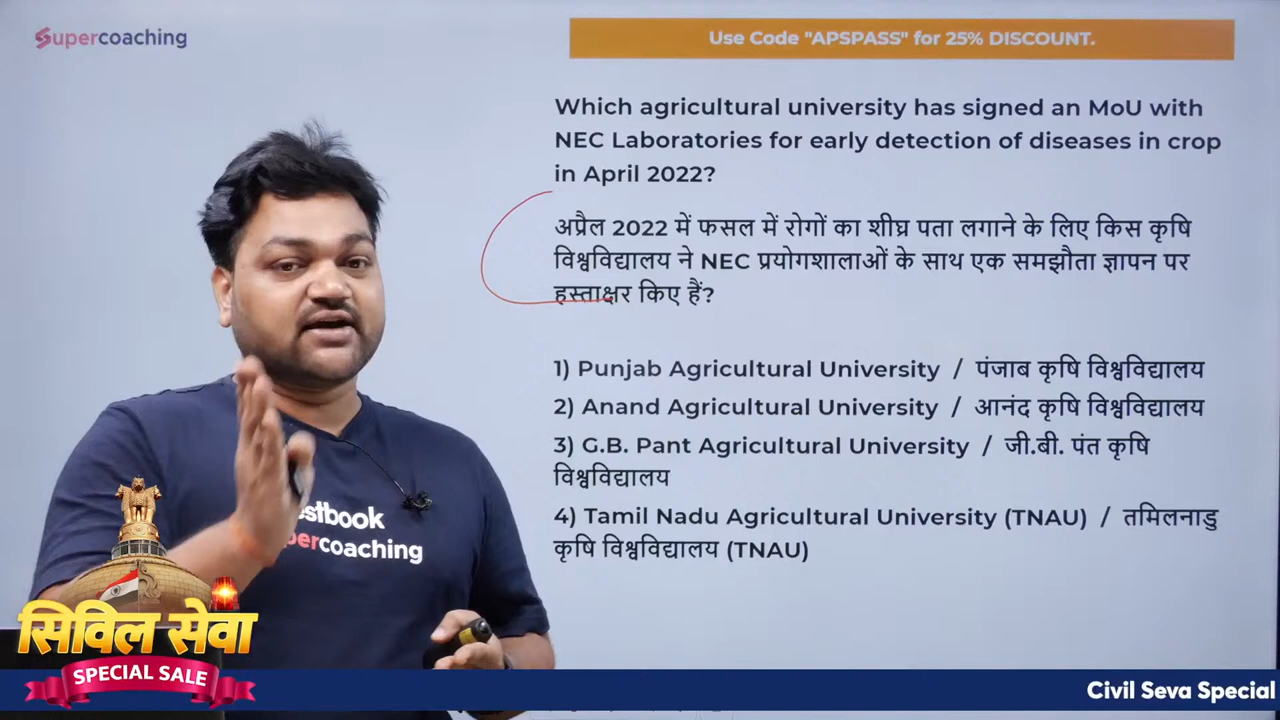 Supercoaching
Use Code "APSPASS" for 25% DISCOUNT.
Which agricultural university has signed an MoU with
NEC Laboratories for early detection of diseases in crop
in April 2022?
अप्रैल 2022 में फसल में रोगों का शीघ्र पता लगाने के लिए किस कृषि
विश्वविद्यालय ने NEC प्रयोगशालाओं के साथ एक समझौता ज्ञापन पर
हस्ताक्षर किए हैं?
1) Punjab Agricultural University / पंजाब कृषि विश्वविद्यालय
2) Anand Agricultural University / आनंद कृषि विश्वविद्यालय
3) G.B. Pant Agricultural University / जी.बी. पंत कृषि
विश्वविद्यालय
4) Tamil Nadu Agricultural University (TNAU) / तमिलनाडु
कृषि विश्वविद्यालय (TNAU)
stbook
percoaching
सिविल सेवा
SPECIAL SALE
Civil Seva Special